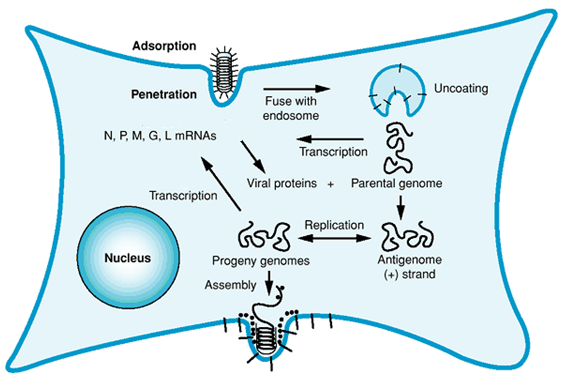 Adsorption
Penetration
Fuse with
endosome
Uncoating
N, P, M, G, L mRNAs
Transcription
Viral proteins + Parental genome
Transcription
Replication
Nucleus
Progeny genomes
Antigenome
(+) strand
Assembly